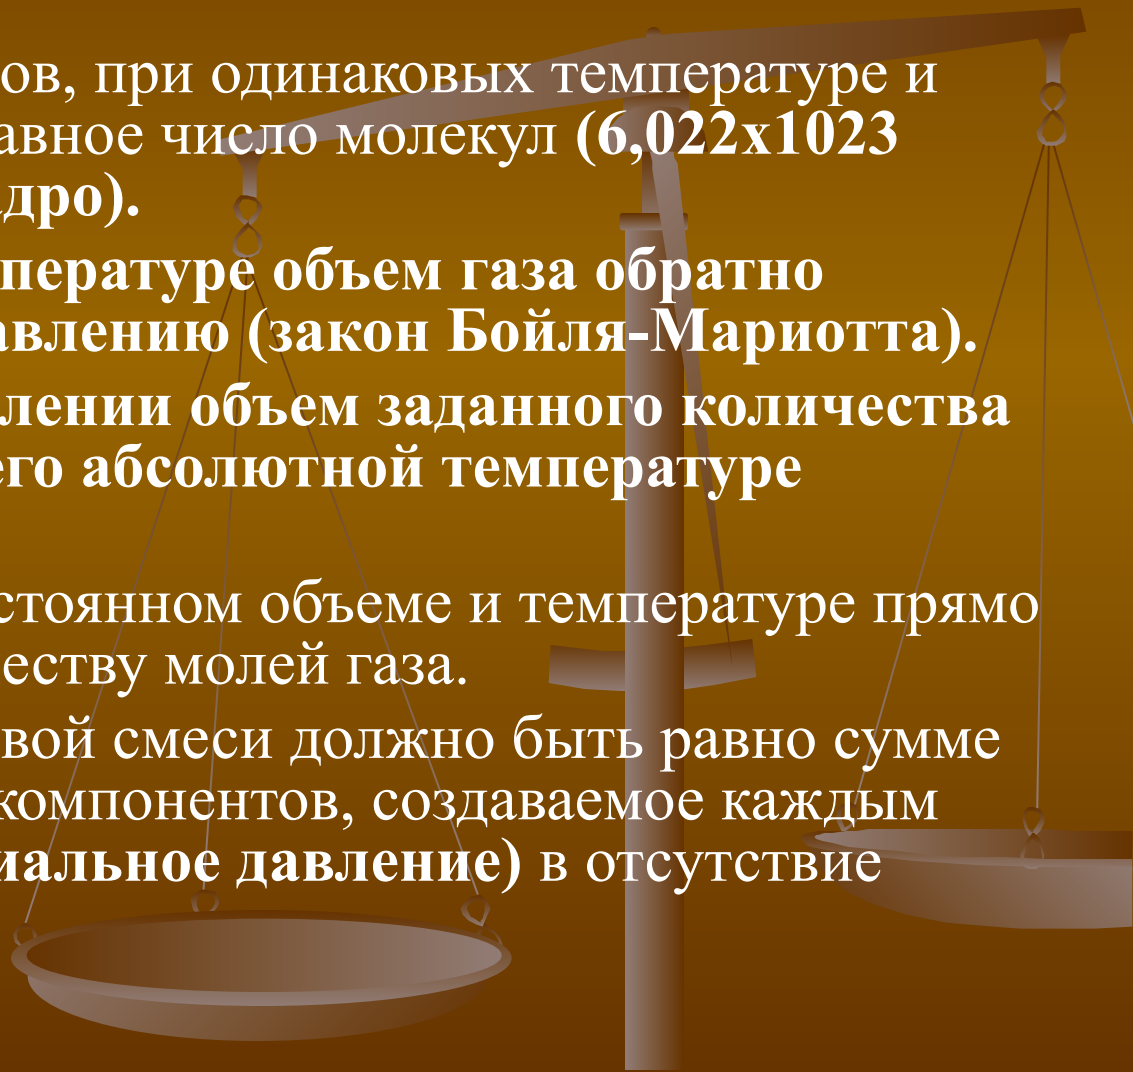 ов, при одинаковых температуре и
авное число молекул (6,022х1023
адро).
пературе объем газа обратно
авлению (закон Бойля-Мариотта).
лении объем заданного количества
его абсолютной температуре
стоянном объеме и температуре прямо
еству молей газа.
вой смеси должно быть равно сумме
компонентов, создаваемое каждым
иальное давление) в отсутствие